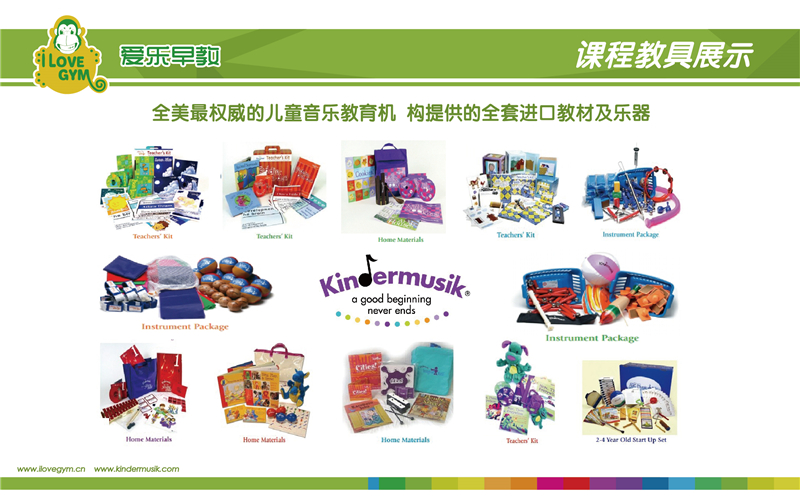 I LOVE
GYM
爱乐早教
课程教具展示
全美最权威的儿童音乐教育机 构提供的全套进口教材及乐器
Teacher's Kit
Teacher's Kit
Teachers' Kit
Teachers' Kit
Home Materials
Teachers' Kit
Instrument Package
Instrument Package
Kindermusik®
a good beginning
never ends
Instrument Package
Home Materials
Home Materials
Home Materials
Teachers' Kit
2-4 Year Old Start Up Set
www.ilovegym.cn www.kindermusik.com